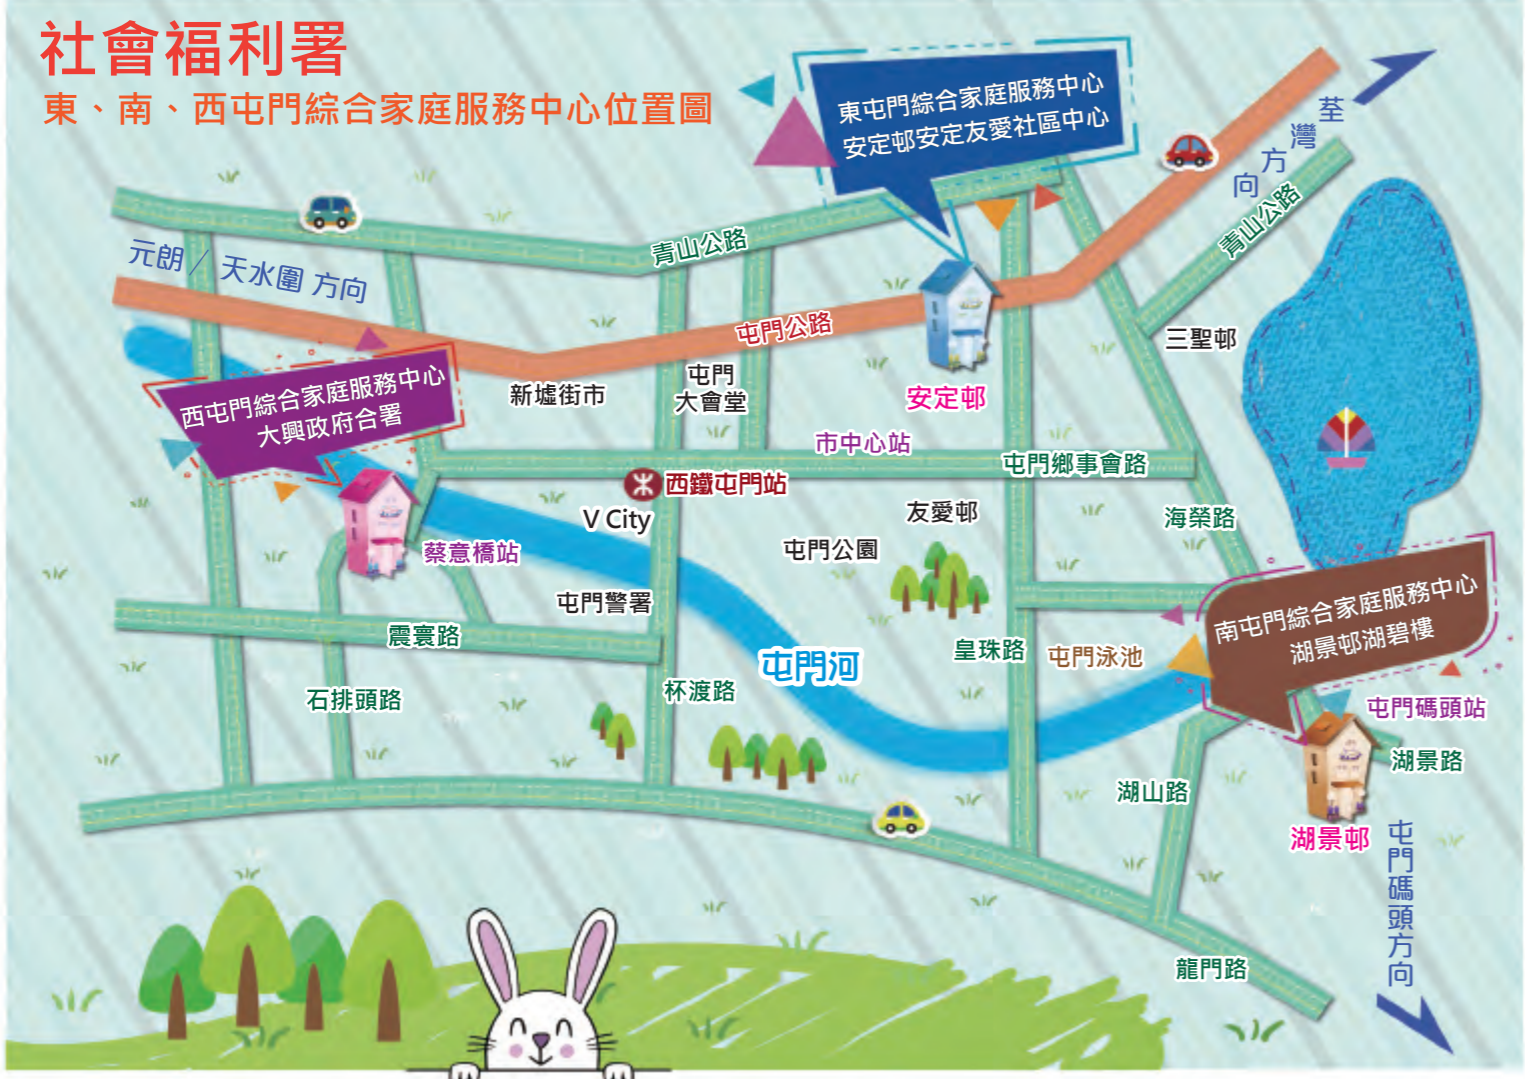 社會福利署
東、南、西屯門綜合家庭服務中心位置圖
東屯門綜合家庭服務中心
安定邨安定友愛社區中心
荃灣方向
青山公路
青山公路
元朗／天水圍 方向
屯門公路
三聖邨
西屯門綜合家庭服務中心
大興政府合署
新墟街市
屯門
大會堂
安定邨
市中心站
屯門鄉事會路
西鐵屯門站
V City
友愛邨
海榮路
蔡意橋站
屯門公園
屯門警署
南屯門綜合家庭服務中心
湖景邨湖碧樓
震寰路
屯門河
皇珠路
屯門泳池
石排頭路
杯渡路
屯門碼頭站
湖景路
湖山路
湖景邨
屯門碼頭方向
龍門路